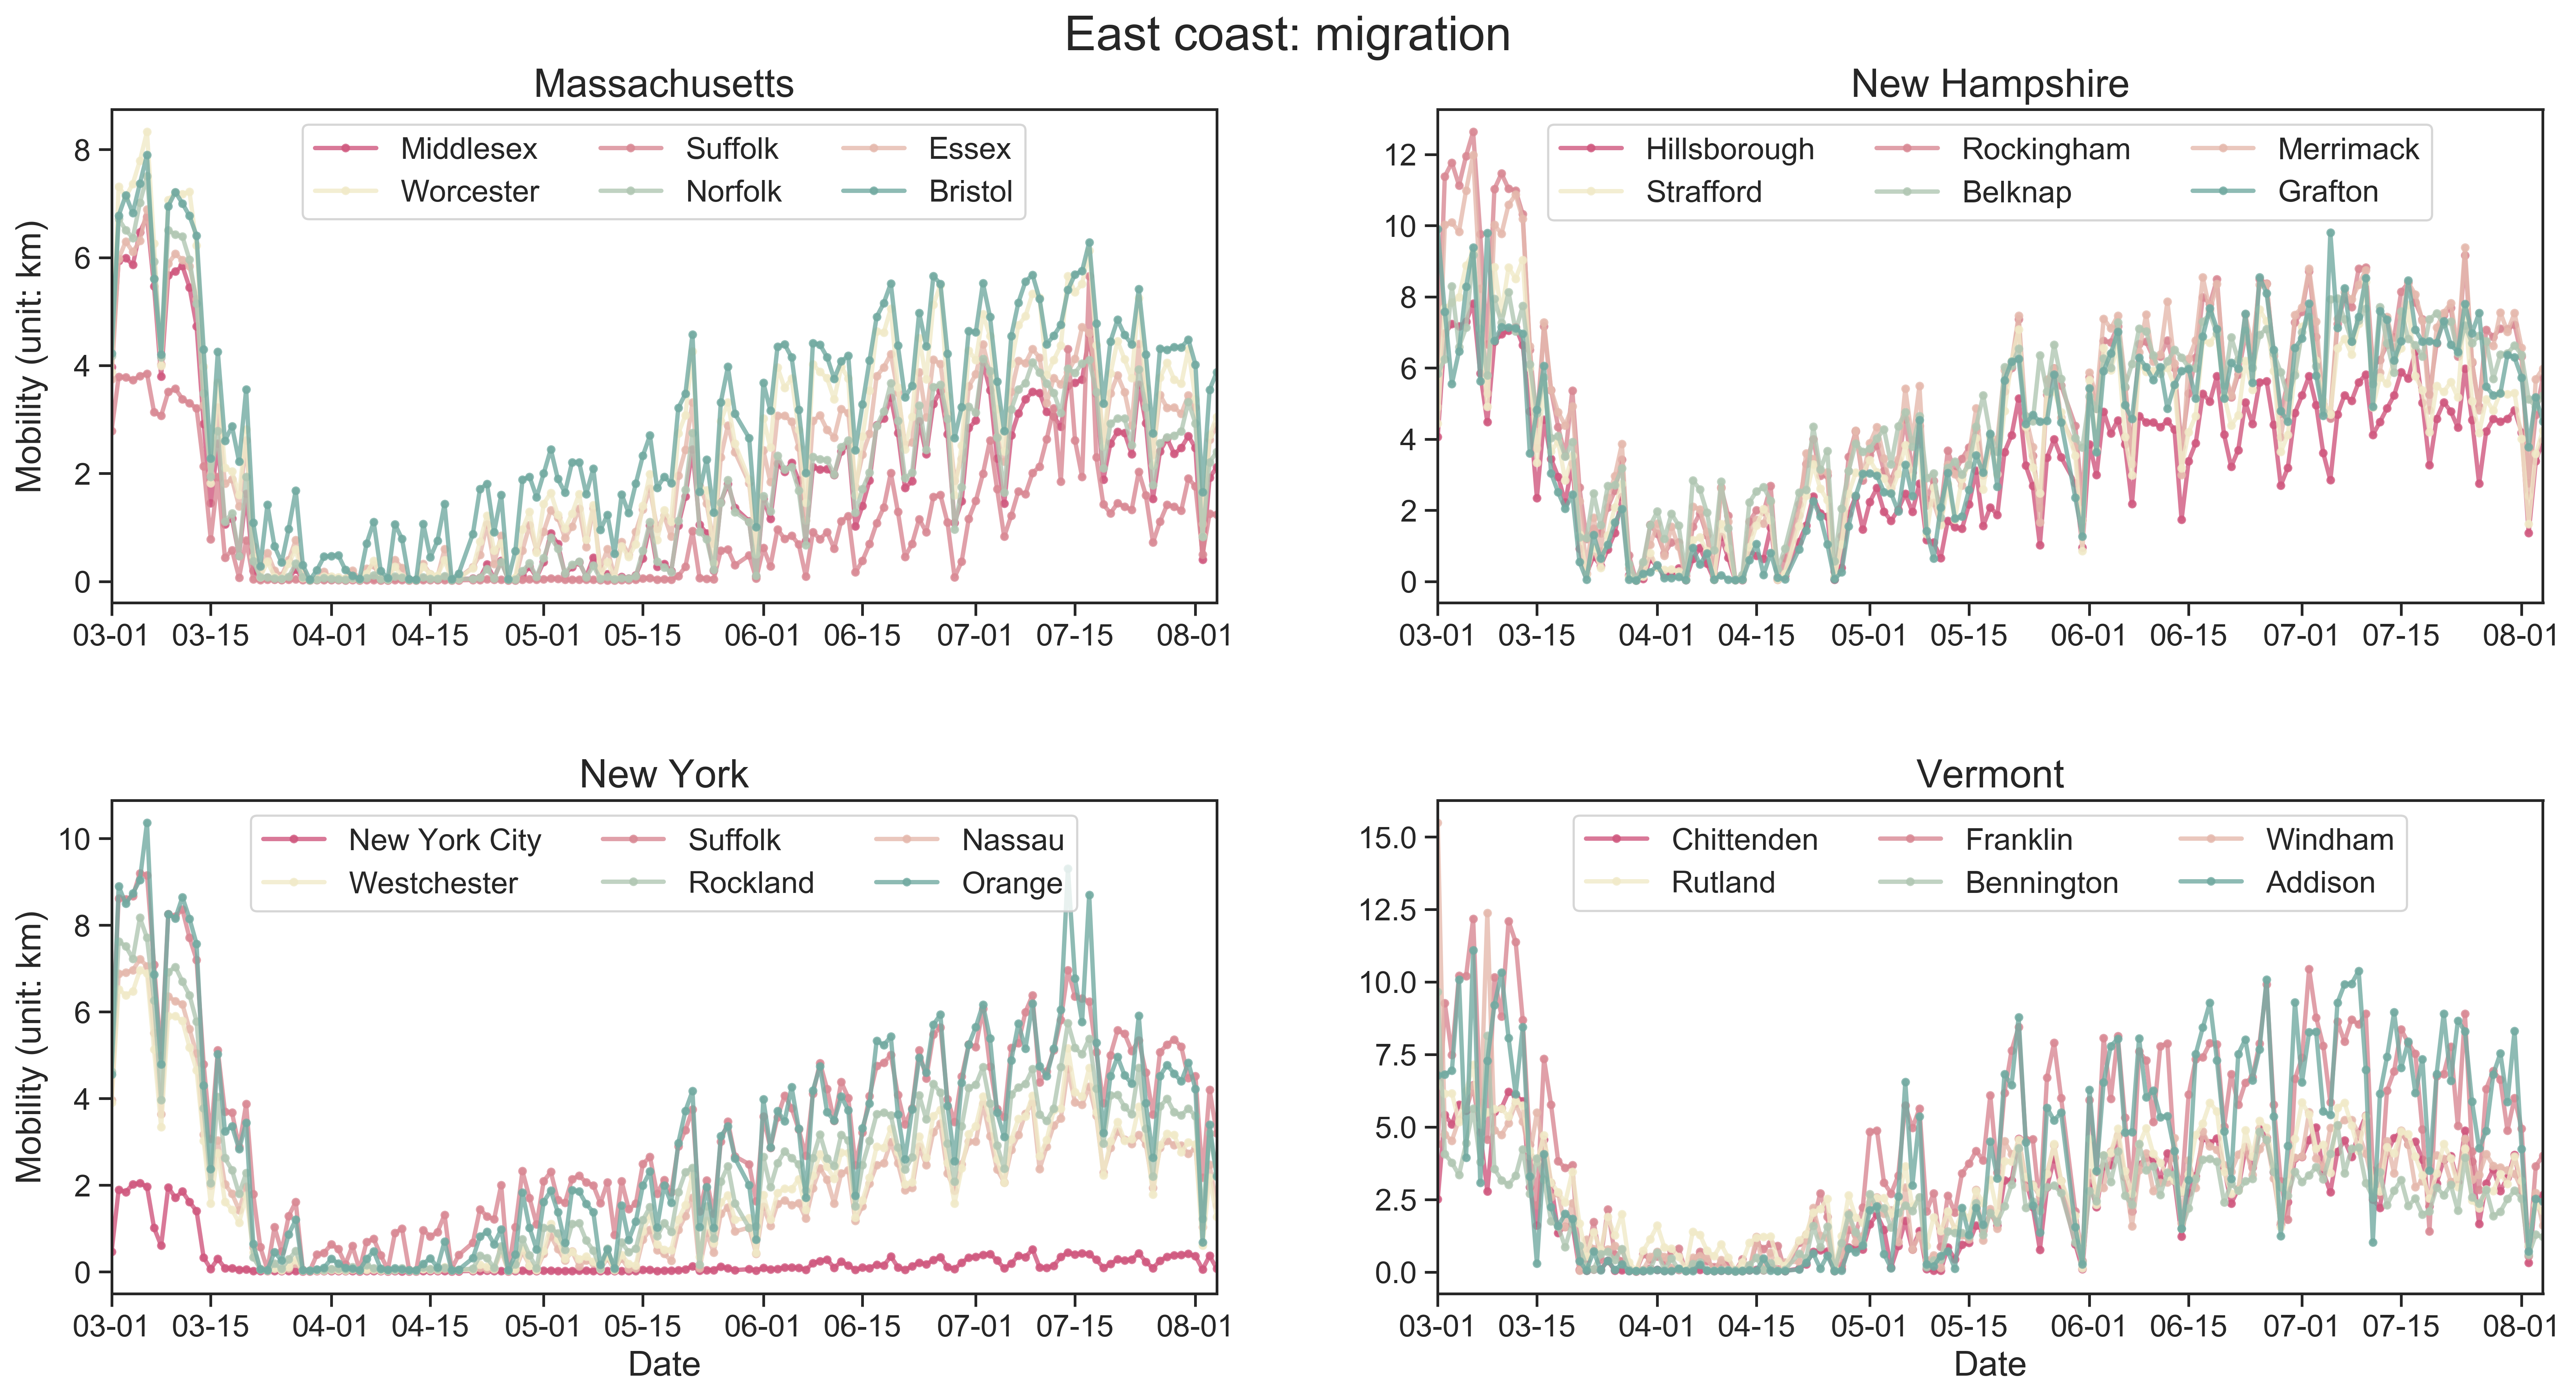 East coast: migration
Massachusetts
New Hampshire
Mobility (unit: km)
8
6
4
2
0
Middlesex Suffolk Essex
Worcester Norfolk Bristol
03-01 03-15 04-01 04-15 05-01 05-15 06-01 06-15 07-01 07-15 08-01
12
10
8
6
4
2
0
Hillsborough Rockingham Merrimack
Strafford Belknap Grafton
03-01 03-15 04-01 04-15 05-01 05-15 06-01 06-15 07-01 07-15 08-01
New York
Vermont
Mobility (unit: km)
10
8
6
4
2
0
New York City Suffolk Nassau
Westchester Rockland Orange
03-01 03-15 04-01 04-15 05-01 05-15 06-01 06-15 07-01 07-15 08-01
Date
15.0
12.5
10.0
7.5
5.0
2.5
0.0
Chittenden Franklin Windham
Rutland Bennington Addison
03-01 03-15 04-01 04-15 05-01 05-15 06-01 06-15 07-01 07-15 08-01
Date